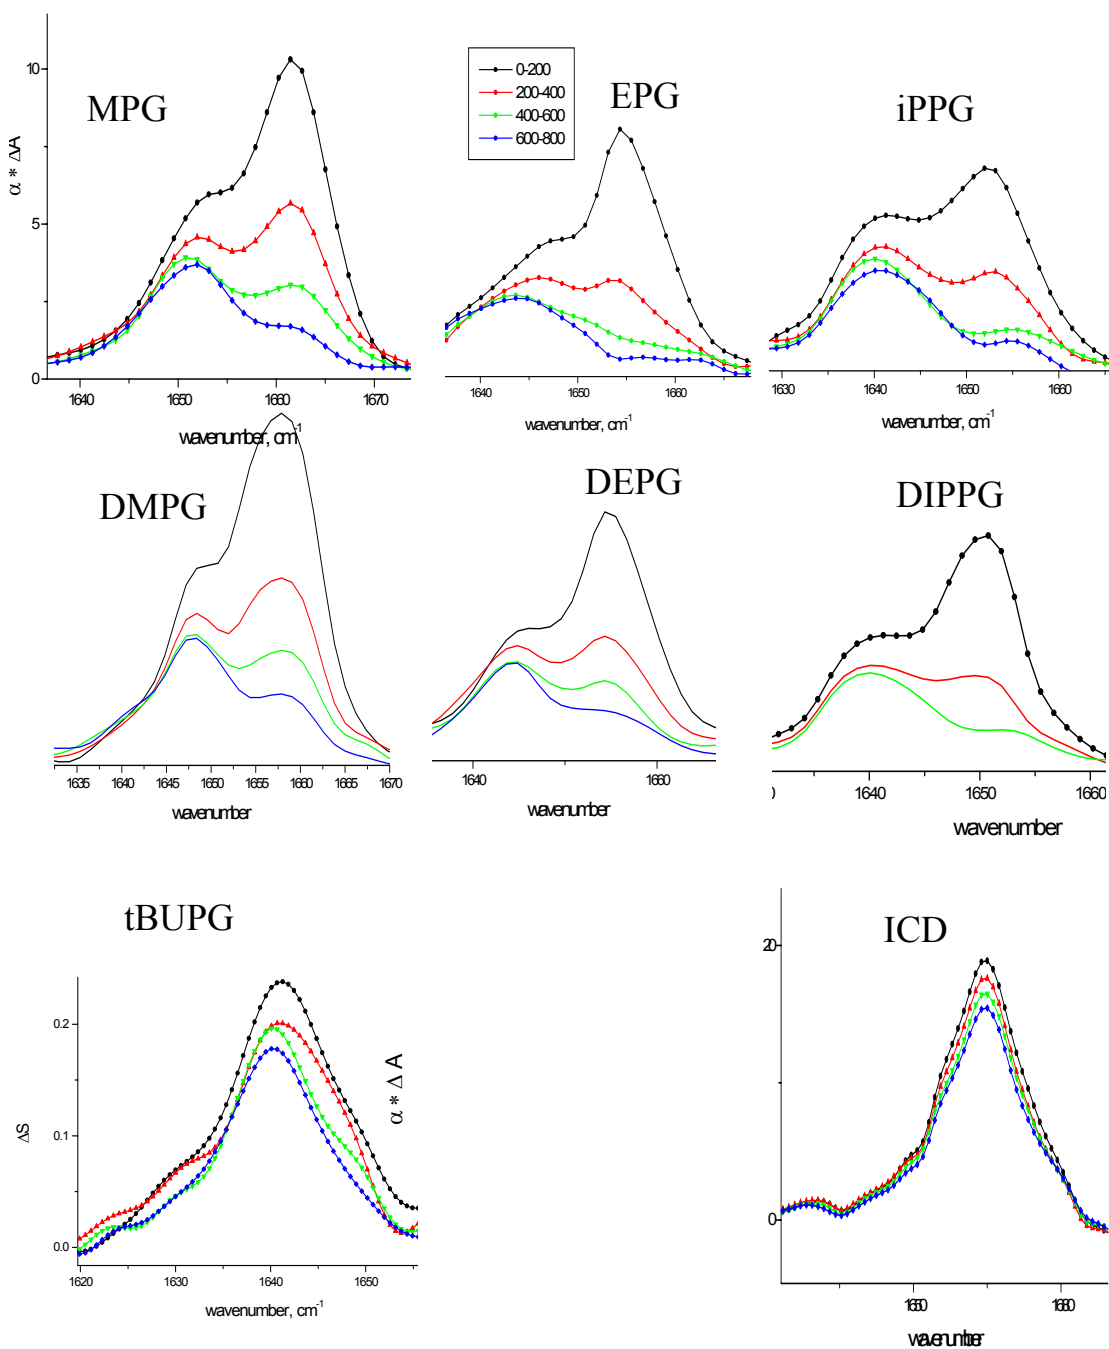 MPG
10
5
0
α * ΔA
1640 1650 1660 1670
wavenumber, cm-1
0-200
200-400
400-600
600-800
EPG
1640 1650 1660
wavenumber, cm-1
iPPG
1630 1640 1650 1660
wavenumber, cm-1
DMPG
1635 1640 1645 1650 1655 1660 1665 1670
wavenumber
DEPG
1640 1660
wavenumber
DIPPG
0 1640 1650 1660
wavenumber
tBUPG
0.2
0.1
0.0
ΔS
1620 1630 1640 1650
wavenumber, cm-1
ICD
20
0
α * Δ A
wavenumber